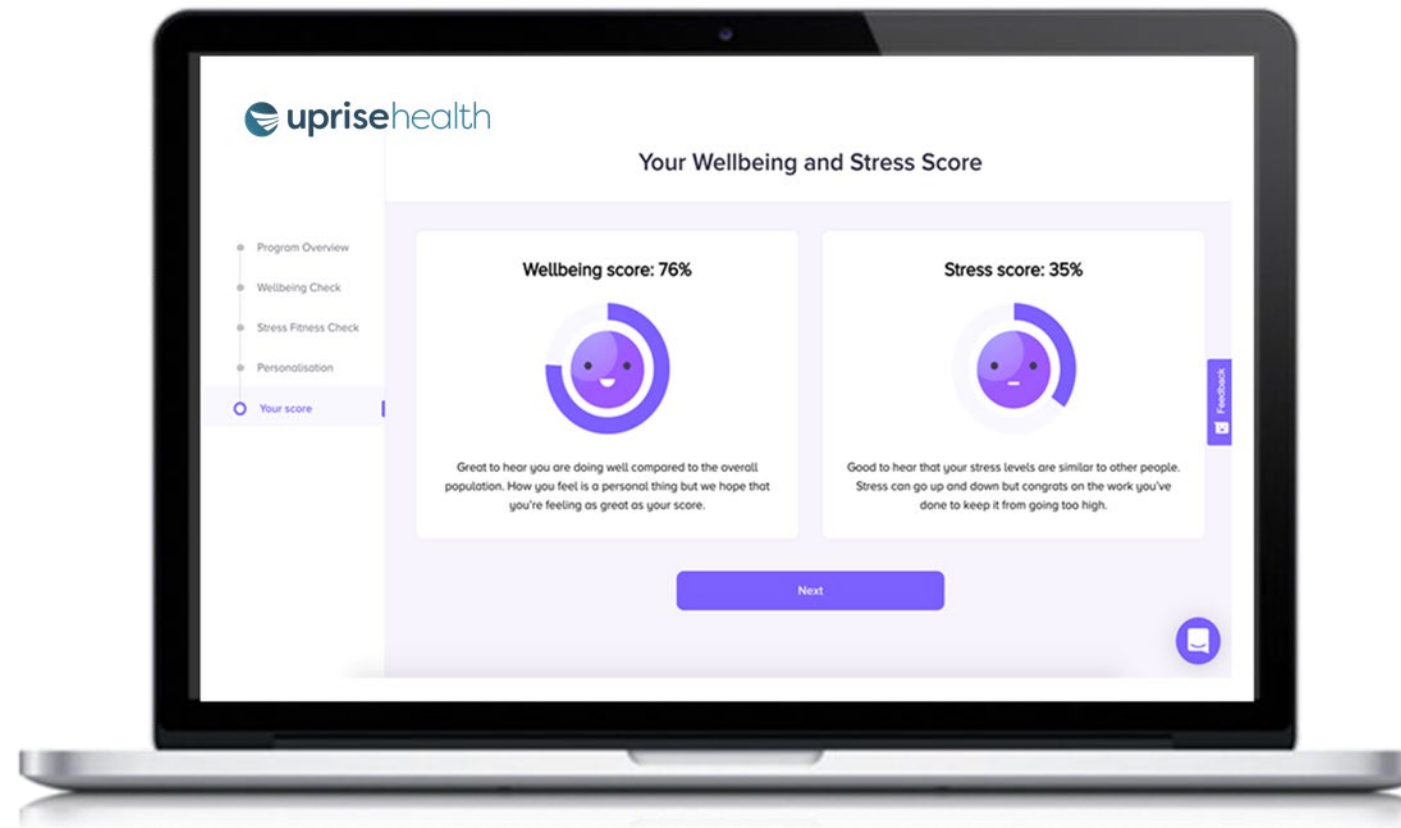 uprisehealth
Your Wellbeing and Stress Score
Program Overview
Wellbeing Check
Stress Fitness Check
Personalisation
Your score
Wellbeing score: 76%
Great to hear you are doing well compared to the overall
population. How you feel is a personal thing but we hope that
you're feeling as great as your score.
Stress score: 35%
Good to hear that your stress levels are similar to other people.
Stress can go up and down but congrats on the work you've
done to keep it from going too high.
Feedback
Next